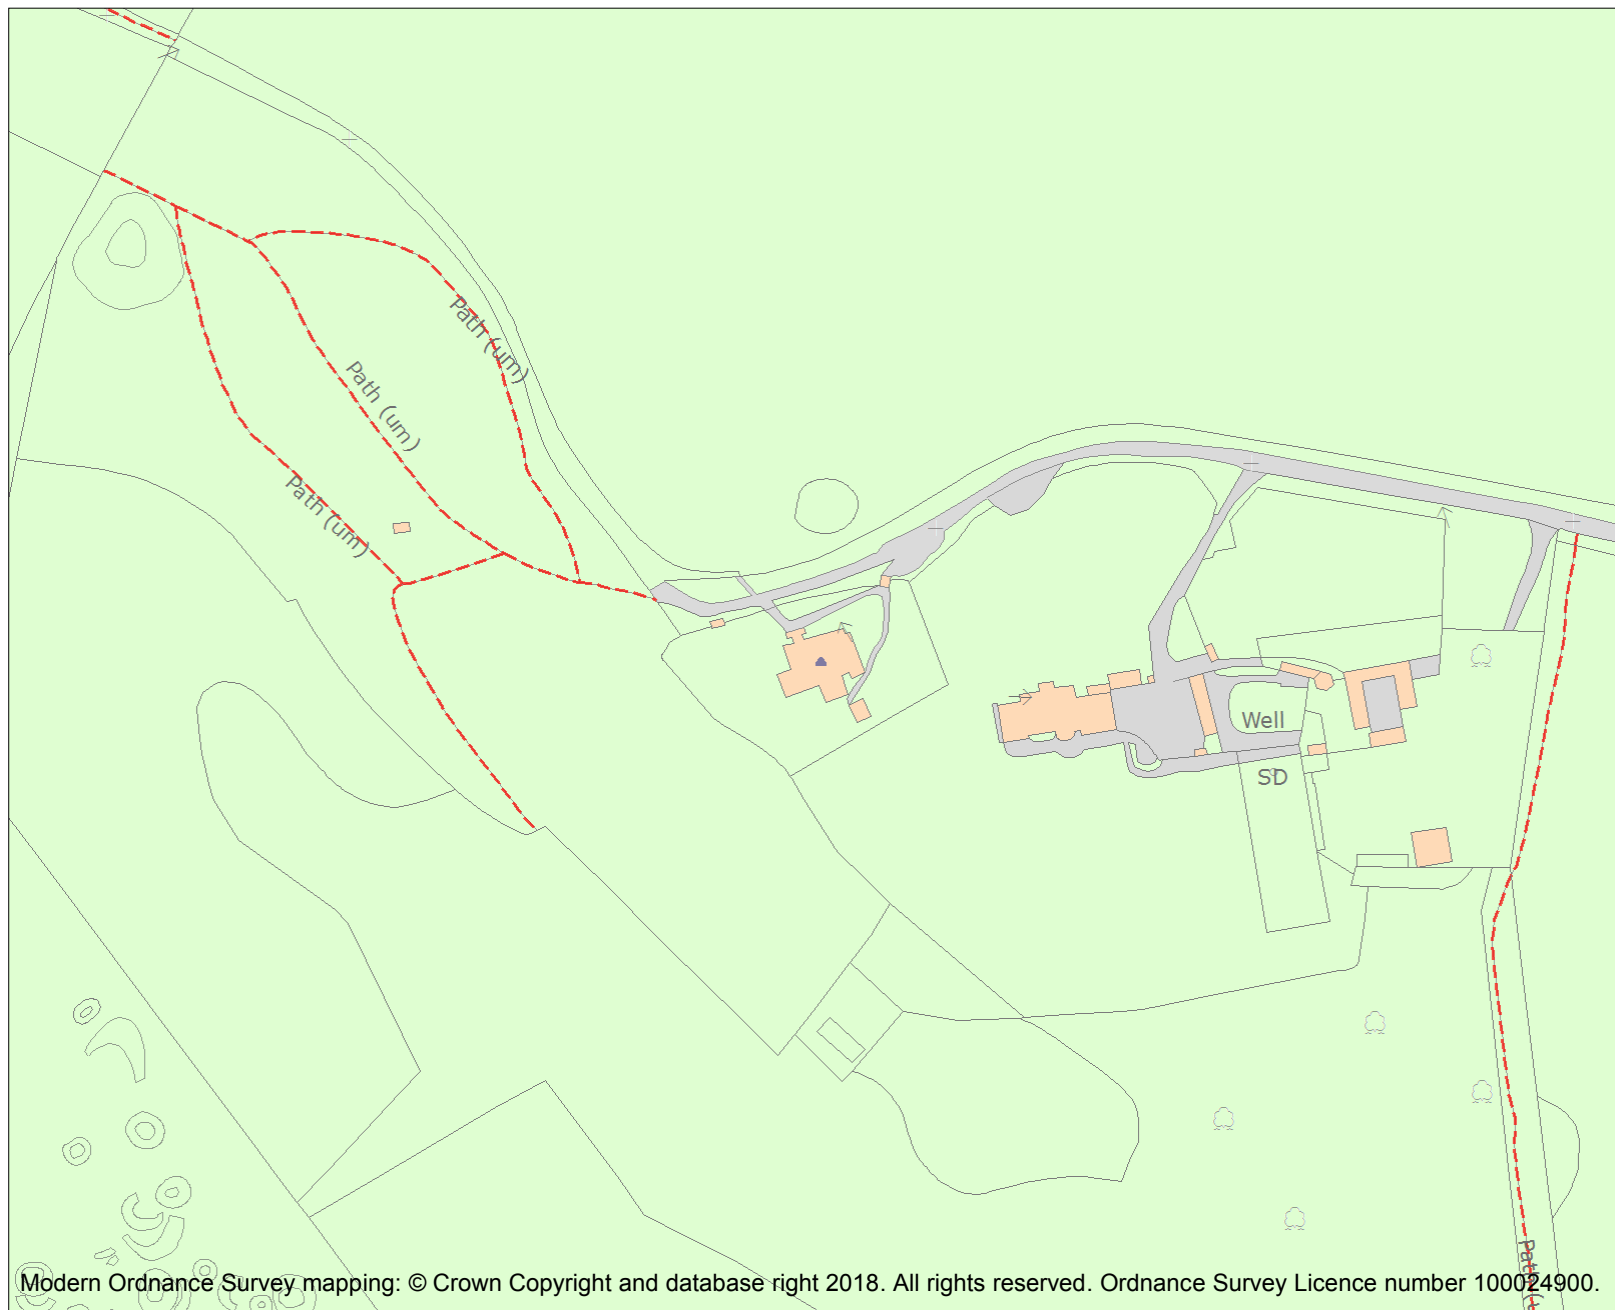 Path (um)
Path (um)
Path (um)
Well
SD
Path (
Modern Ordnance Survey mapping: © Crown Copyright and database right 2018. All rights reserved. Ordnance Survey Licence number 100024900.